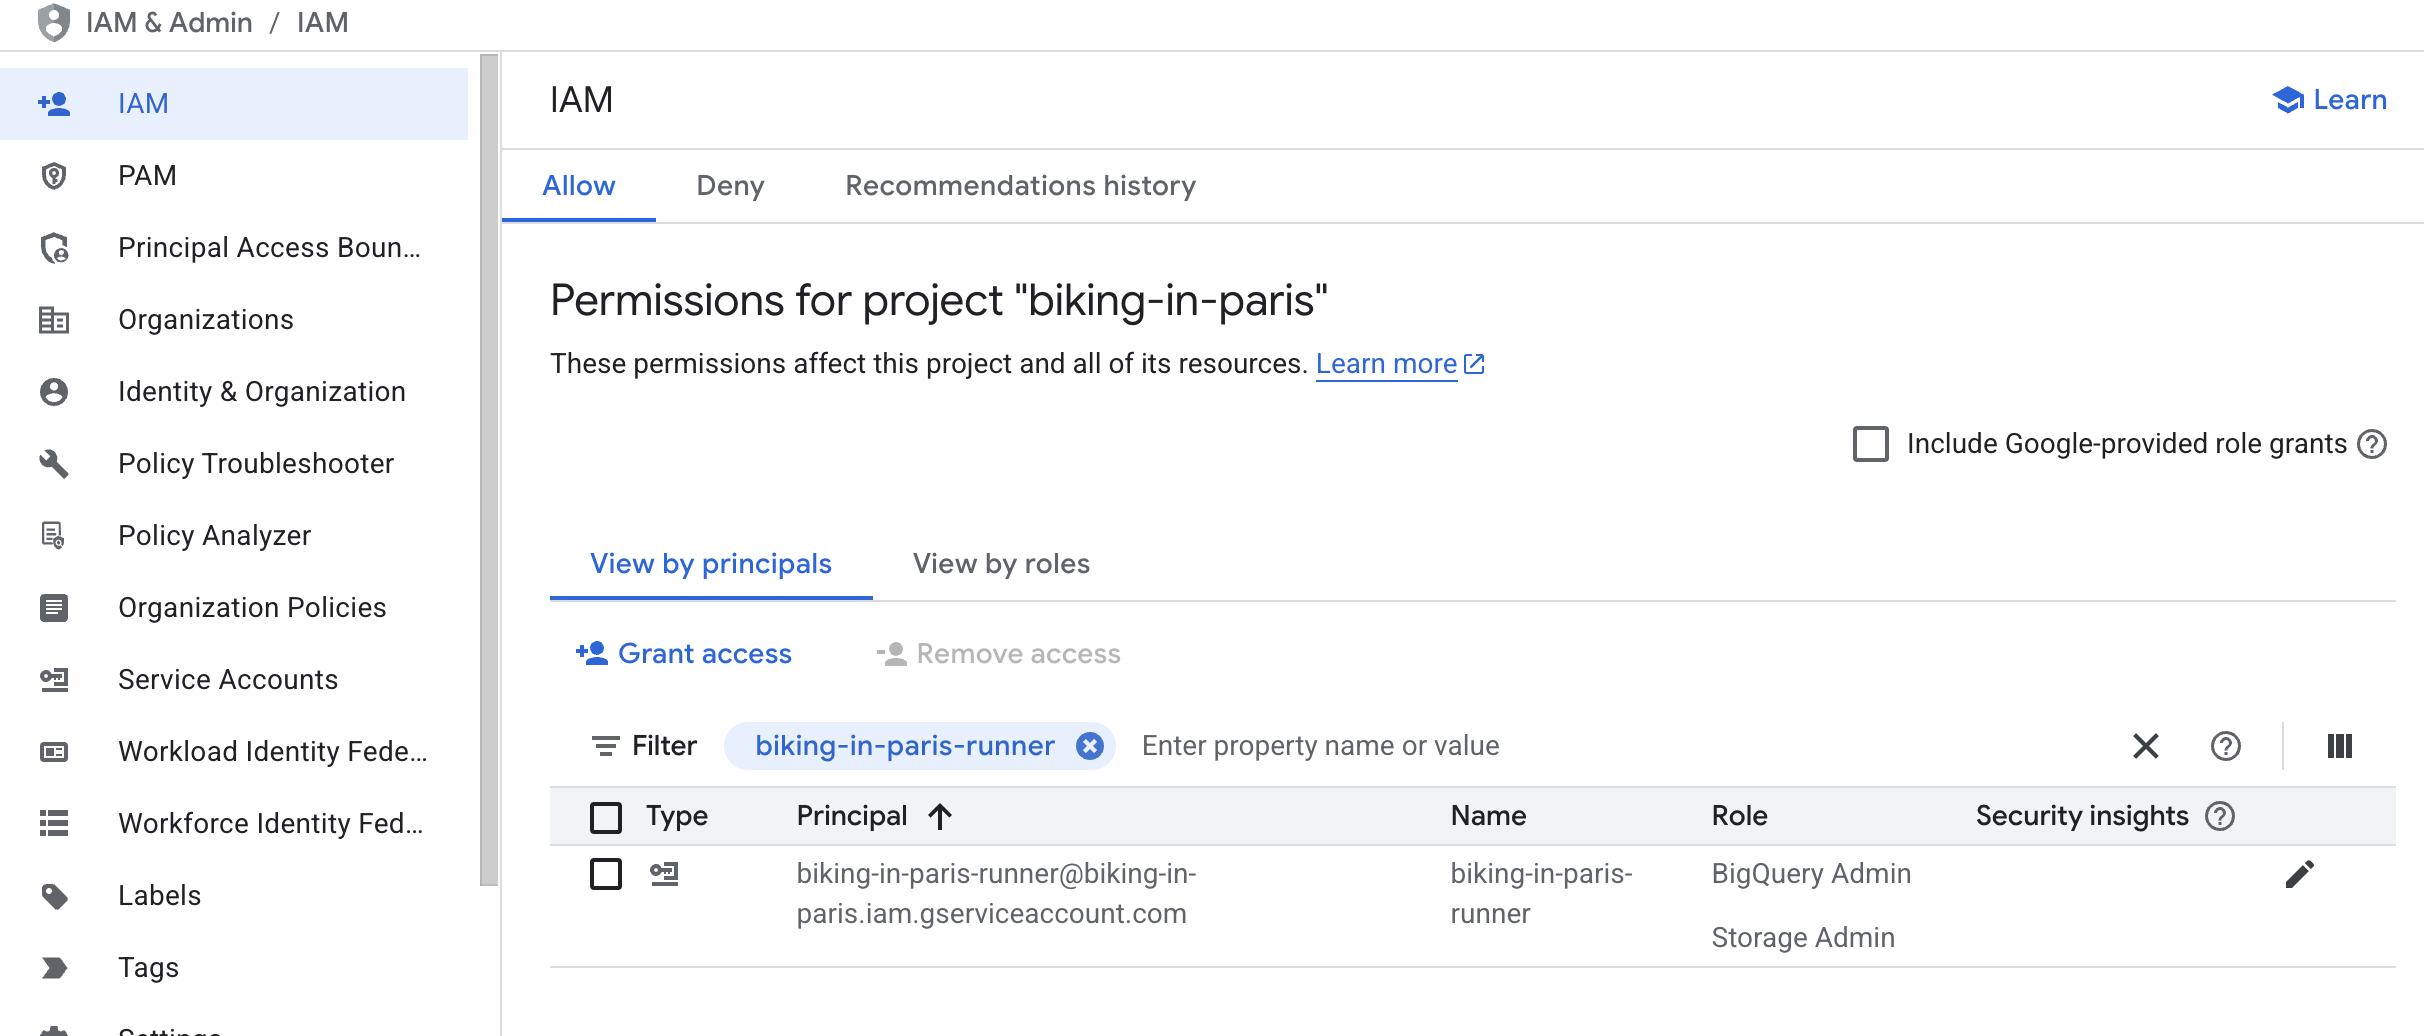 IAM & Admin / IAM
IAM
PAM
Principal Access Boun...
Organizations
Identity & Organization
Policy Troubleshooter
Policy Analyzer
Organization Policies
Service Accounts
Workload Identity Fede...
Workforce Identity Fed...
Labels
Tags
Settings
IAM
Learn
Allow Deny Recommendations history
Permissions for project "biking-in-paris"
These permissions affect this project and all of its resources. Learn more
Include Google-provided role grants
View by principals View by roles
Grant access Remove access
Filter biking-in-paris-runner Enter property name or value
Type Principal Name Role Security insights
biking-in-paris-runner@biking-in- biking-in-paris- BigQuery Admin
paris.iam.gserviceaccount.com runner
Storage Admin